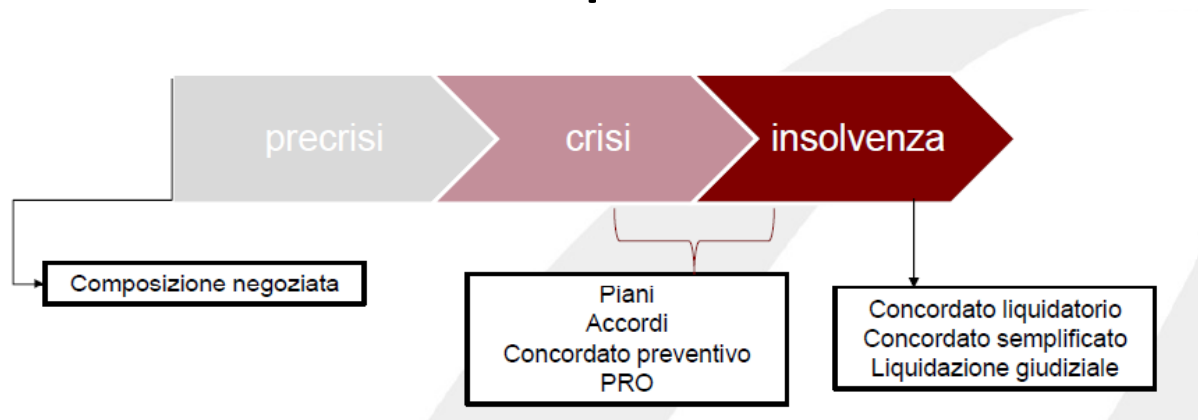 precrisi
crisi
insolvenza
Composizione negoziata
Piani
Accordi
Concordato preventivo
PRO
Concordato liquidatorio
Concordato semplificato
Liquidazione giudiziale